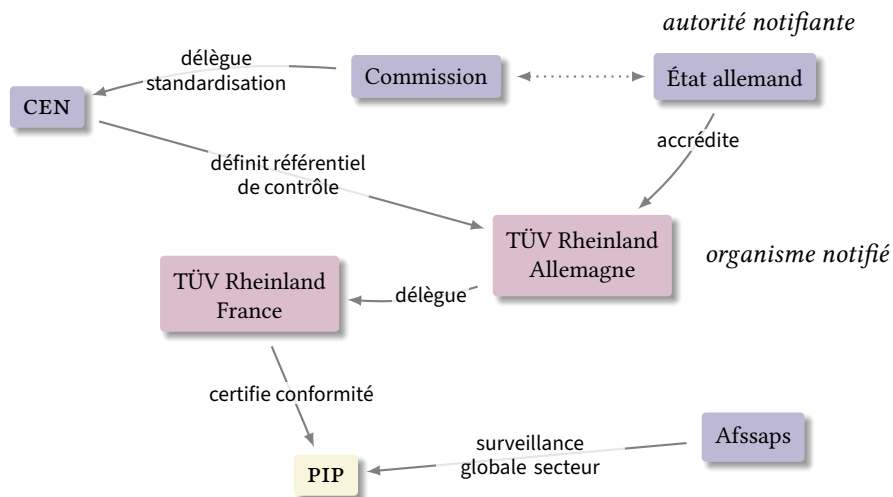 autorité notifiante
délègue
standardisation
Commission
État allemand
CEN
accrédite
définit référentiel
de contrôle
TÜV Rheinland
Allemagne
organisme notifié
TÜV Rheinland
France
délègue
certifie conformité
Afssaps
surveillance
globale secteur
PIP